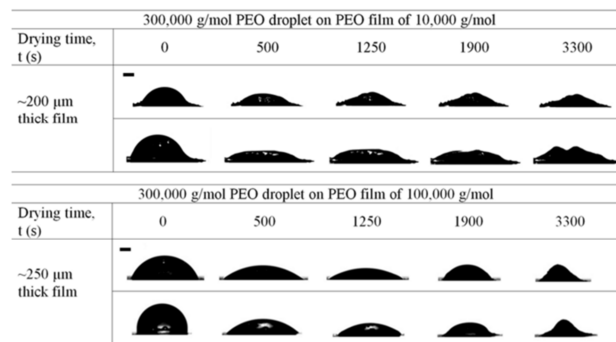 300,000 g/mol PEO droplet on PEO film of 10,000 g/mol
Drying time, t (s) 0 500 1250 1900 3300
~200 μm thick film
300,000 g/mol PEO droplet on PEO film of 100,000 g/mol
Drying time, t (s) 0 500 1250 1900 3300
~250 μm thick film